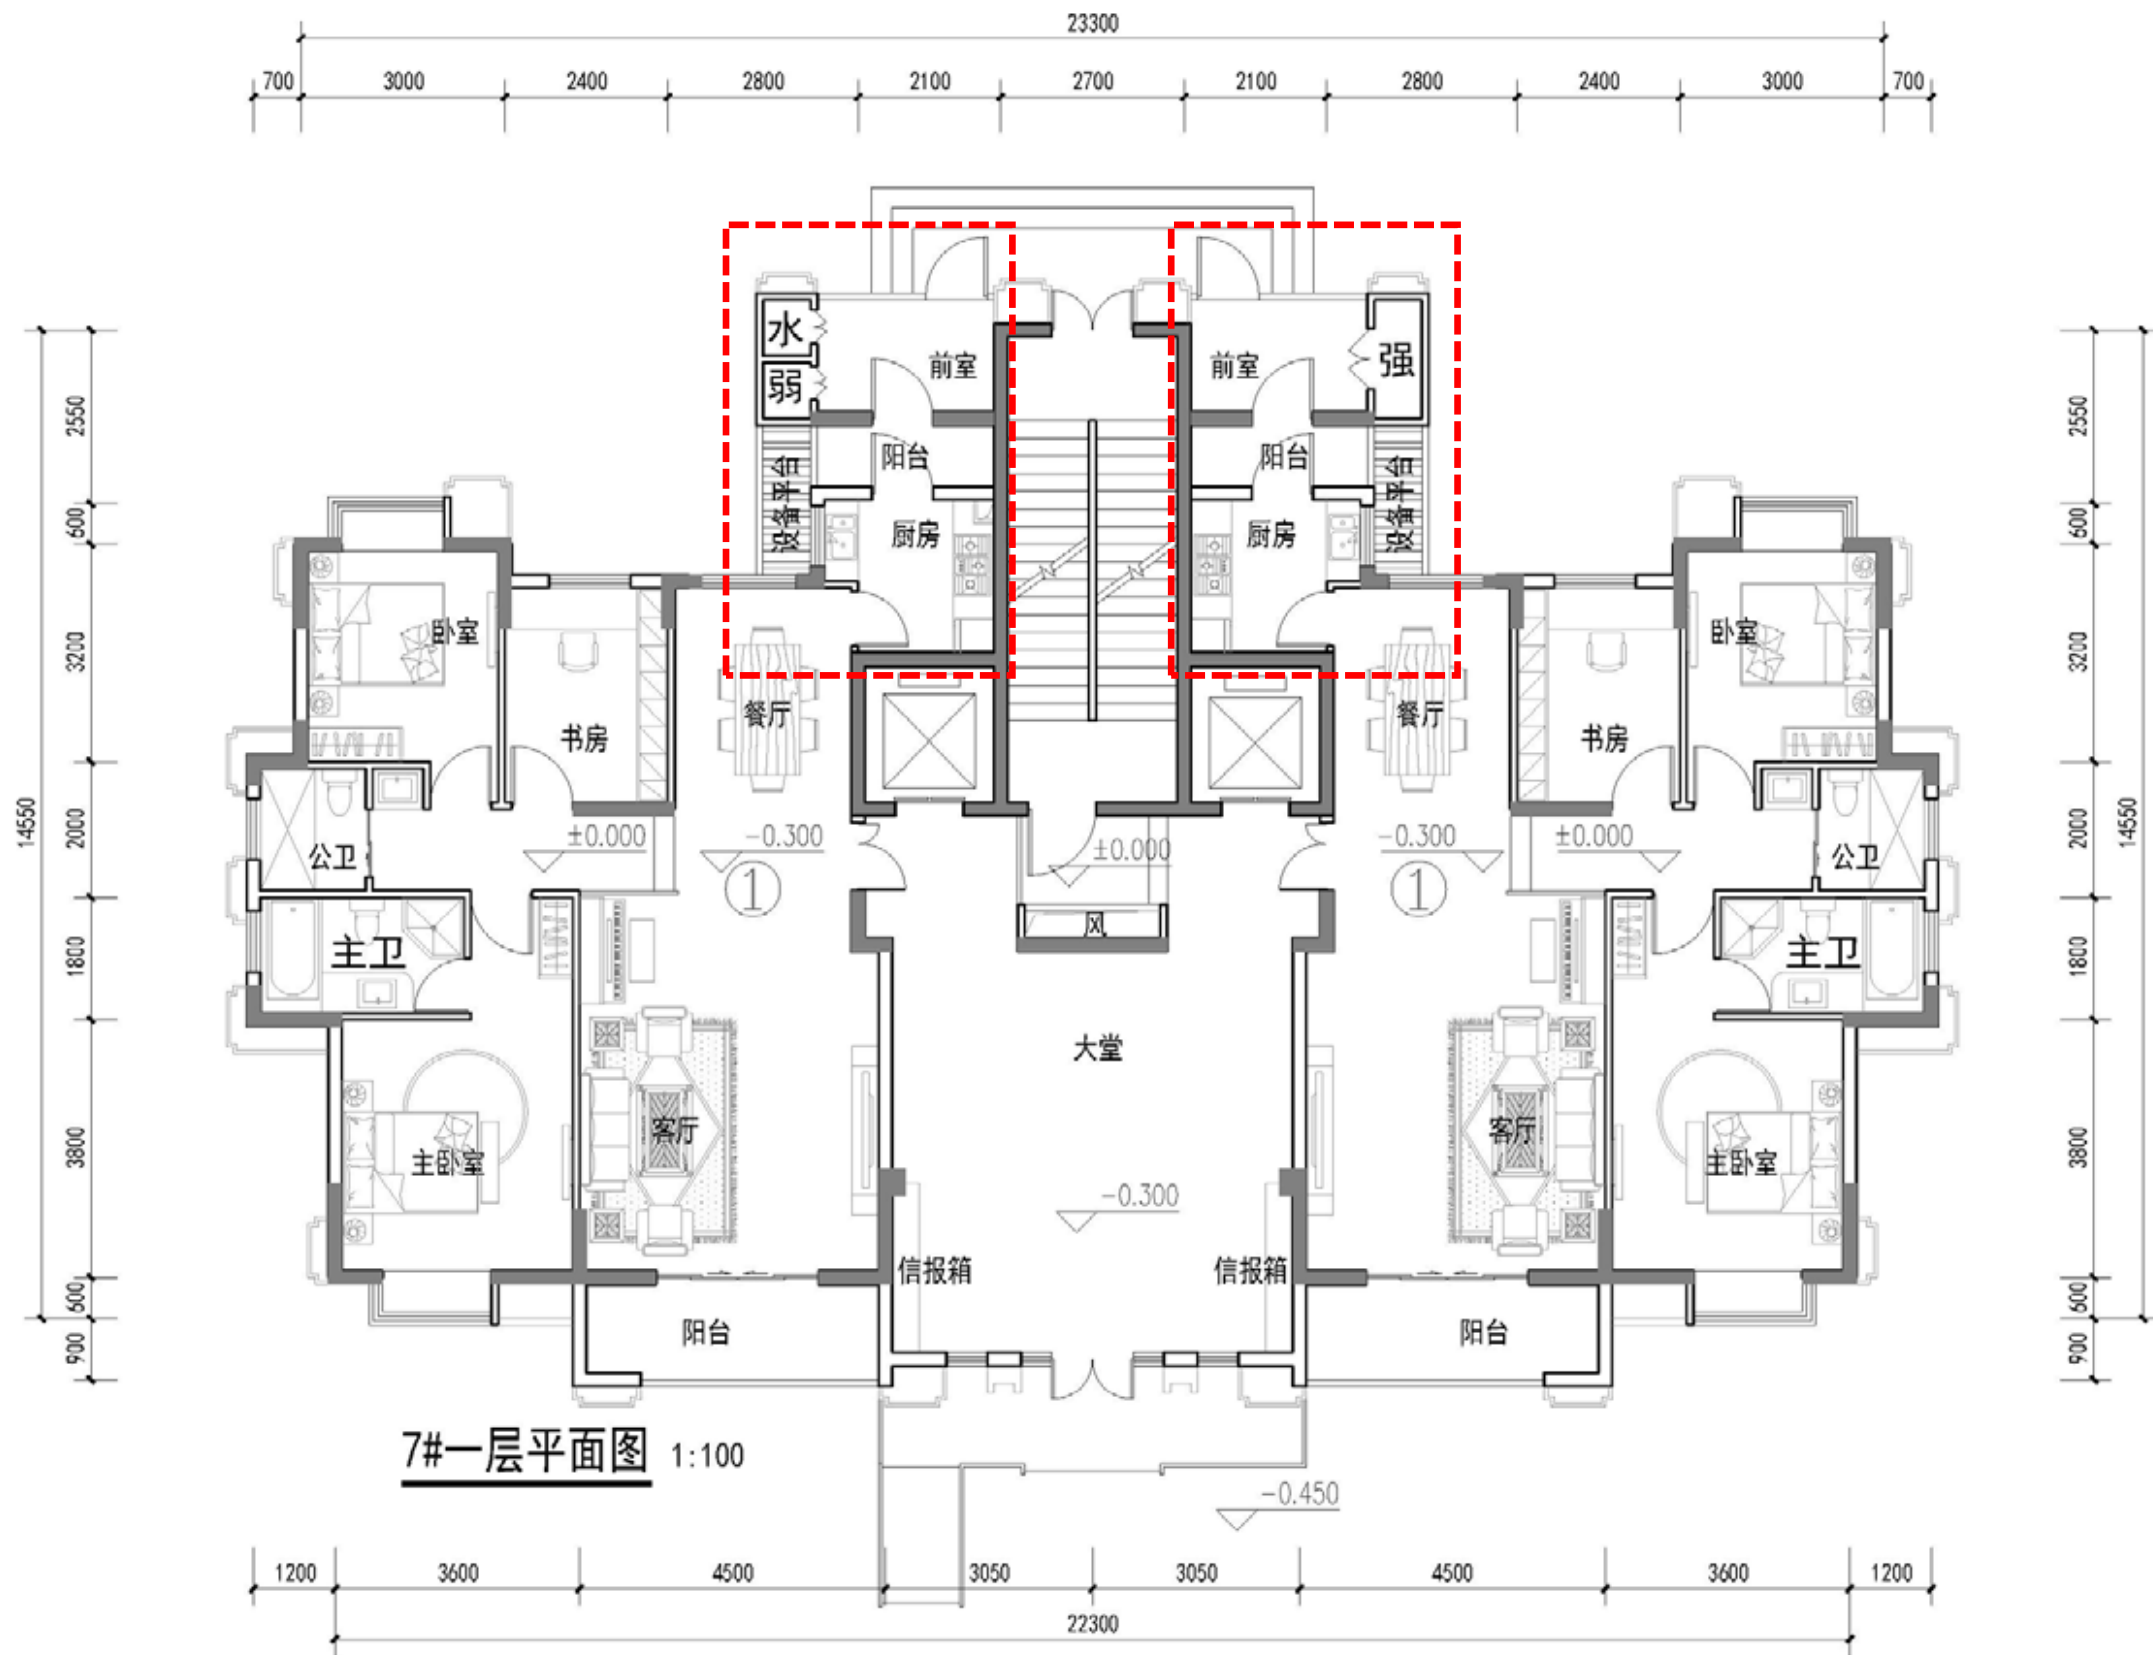 23300
700 3000 2400 2800 2100 2700 2100 2800 2400 3000 700
水 强
前室 前室
弱
2550 2550
阳台 阳台
设备平台 设备平台
600 厨房 厨房 600
卧室 卧室
3200 3200
餐厅 餐厅
书房 书房
14550 2000 ±0.000 -0.300 ±0.000 -0.300 ±0.000 2000 14550
公卫 公卫
1 1
风
1800 主卫 主卫 1800
大堂
客厅 客厅
3800 主卧室 主卧室 3800
-0.300
信报箱 信报箱
600 600
阳台 阳台
900 900
7#一层平面图 1:100
-0.450
1200 3600 4500 3050 3050 4500 3600 1200
22300